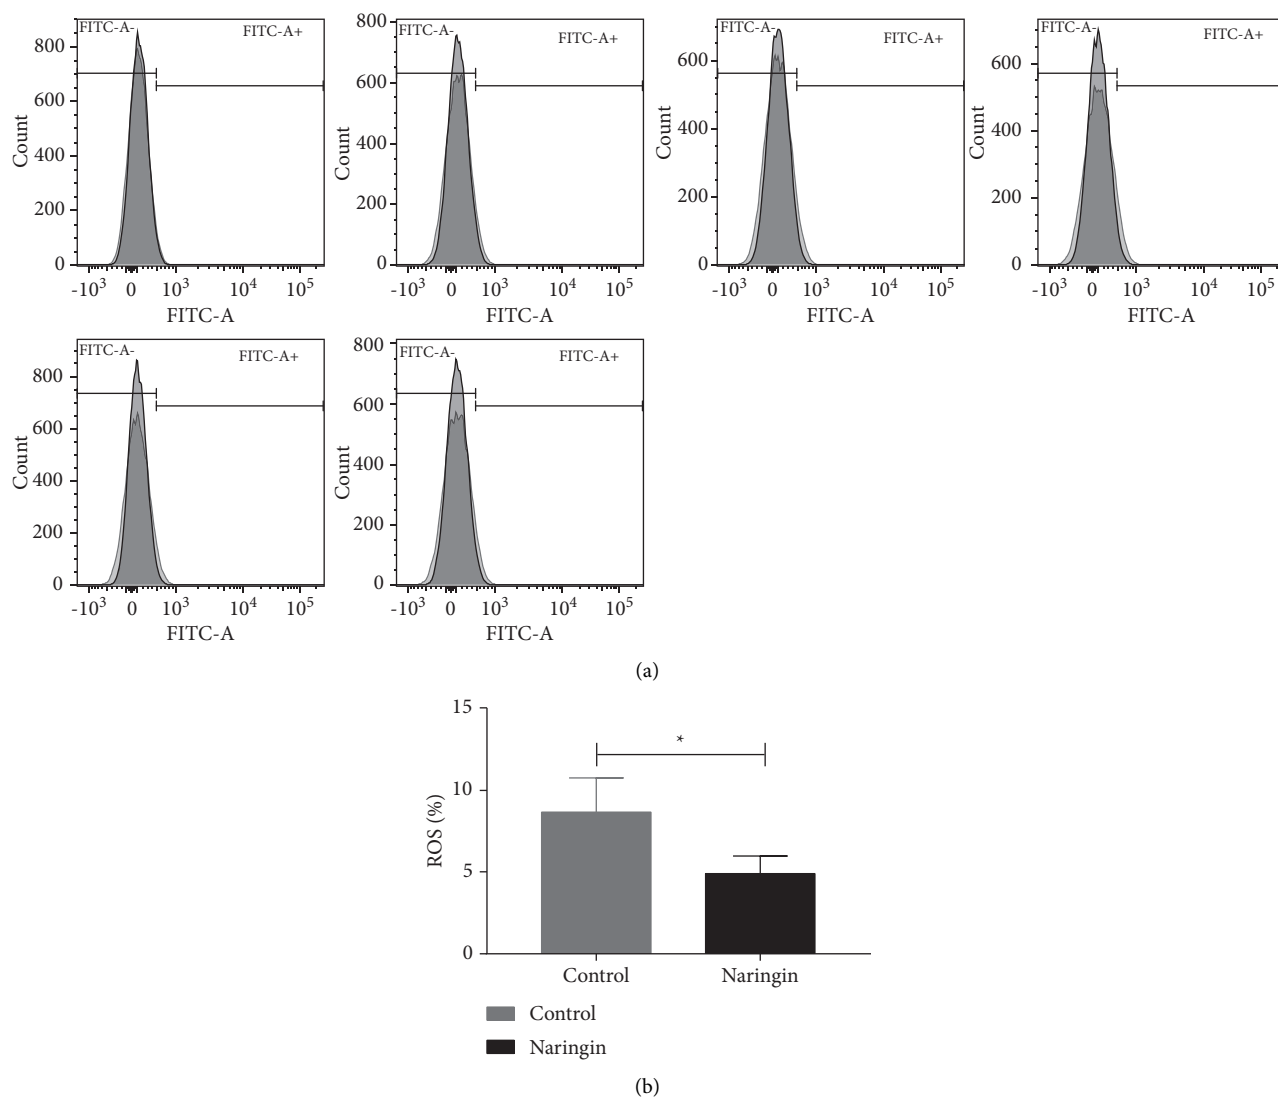 FITC-A- FITC-A+
800
600
400
200
0
Count
-10³ 0 10³ 10⁴ 10⁵
FITC-A
FITC-A- FITC-A+
800
600
400
200
0
Count
-10³ 0 10³ 10⁴ 10⁵
FITC-A
FITC-A- FITC-A+
600
400
200
0
Count
-10³ 0 10³ 10⁴ 10⁵
FITC-A
FITC-A- FITC-A+
600
400
200
0
Count
-10³ 0 10³ 10⁴ 10⁵
FITC-A
FITC-A- FITC-A+
800
600
400
200
0
Count
-10³ 0 10³ 10⁴ 10⁵
FITC-A
FITC-A- FITC-A+
800
600
400
200
0
Count
-10³ 0 10³ 10⁴ 10⁵
FITC-A
(a)
15
10
5
0
ROS (%)
*
Control Naringin
Control
Naringin
(b)